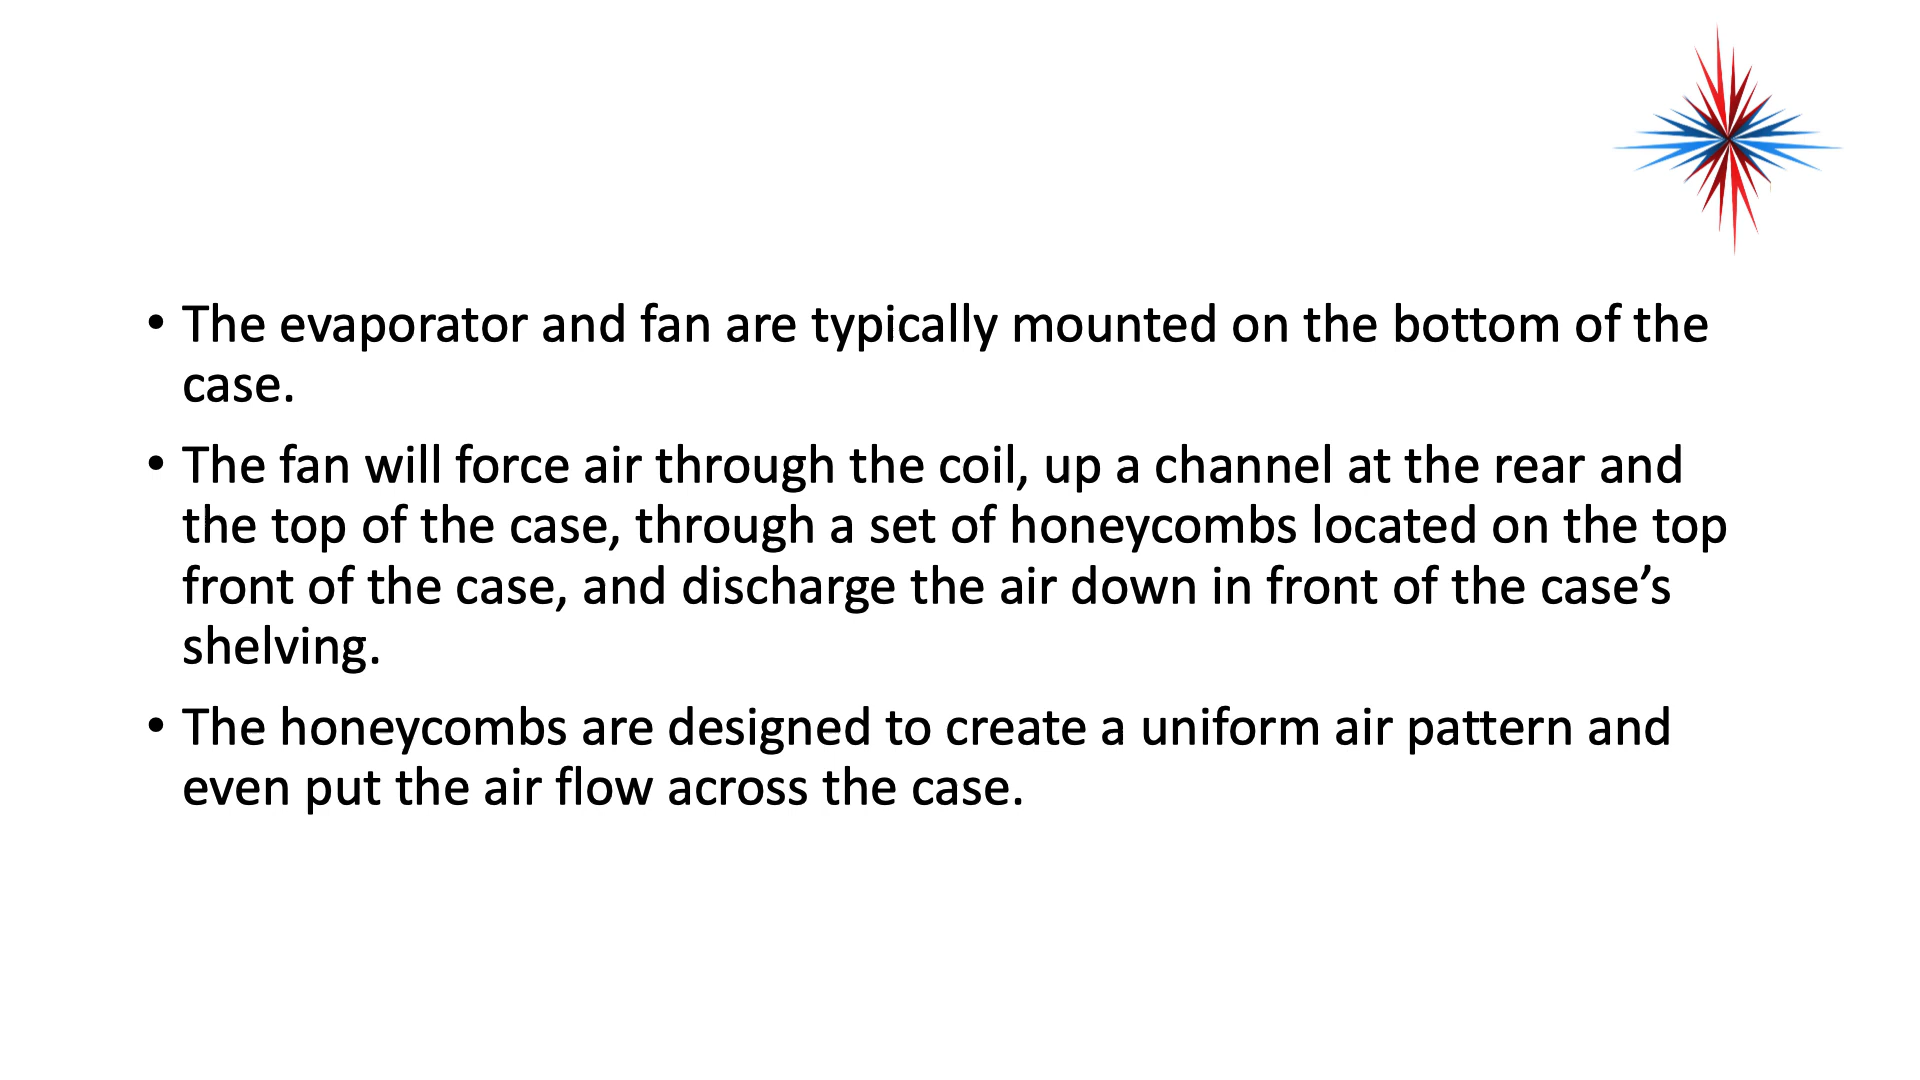 • The evaporator and fan are typically mounted on the bottom of the
case.
• The fan will force air through the coil, up a channel at the rear and
the top of the case, through a set of honeycombs located on the top
front of the case, and discharge the air down in front of the case’s
shelving.
• The honeycombs are designed to create a uniform air pattern and
even put the air flow across the case.